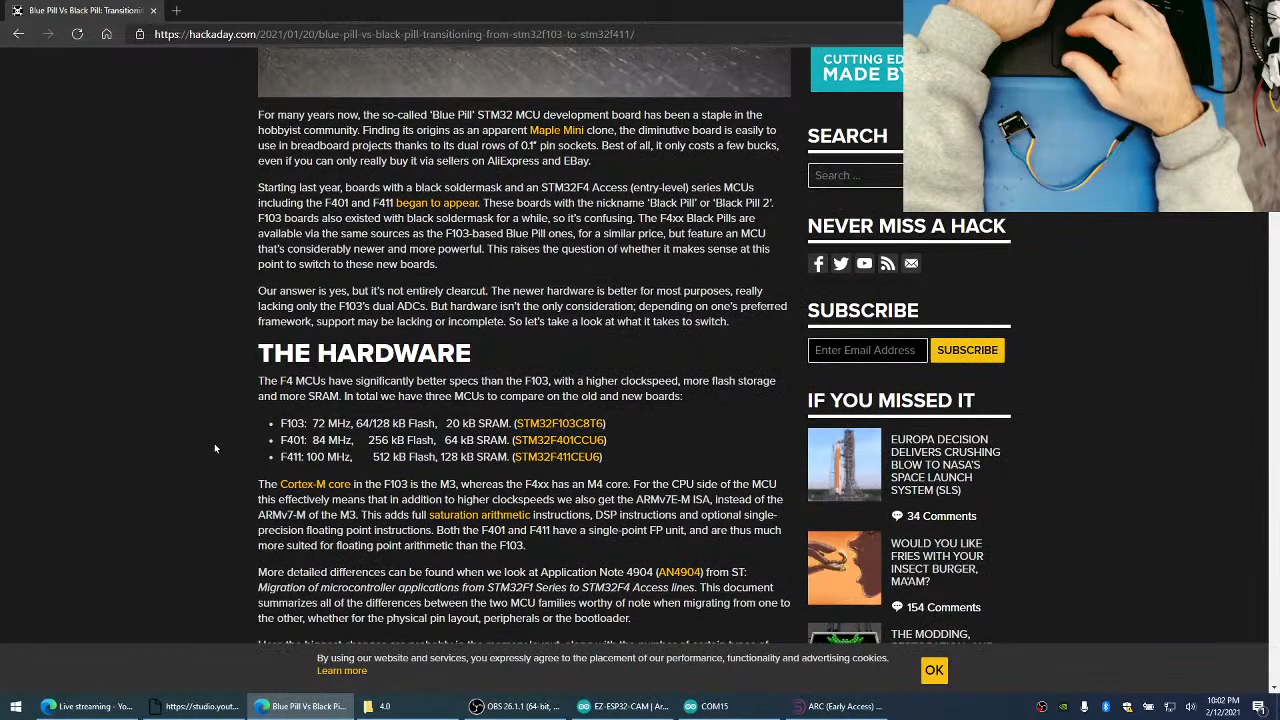 Blue Pill Vs Black Pill: Transiti
https://hackaday.com/2021/01/20/blue-pill-vs-black-pill-transitioning-from-stm32f103-to-stm32f411/
CUTTING ED
MADE BY
For many years now, the so-called 'Blue Pill' STM32 MCU development board has been a staple in the
hobbyist community. Finding its origins as an apparent Maple Mini clone, the diminutive board is easily to
use in breadboard projects thanks to its dual rows of 0.1″ pin sockets. Best of all, it only costs a few bucks,
even if you can only really buy it via sellers on AliExpress and EBay.
Starting last year, boards with a black soldermask and an STM32F4 Access (entry-level) series MCUs
including the F401 and F411 began to appear. These boards with the nickname 'Black Pill' or 'Black Pill 2'.
F103 boards also existed with black soldermask for a while, so it's confusing. The F4xx Black Pills are
available via the same sources as the F103-based Blue Pill ones, for a similar price, but feature an MCU
that's considerably newer and more powerful. This raises the question of whether it makes sense at this
point to switch to these new boards.
Our answer is yes, but it's not entirely clearcut. The newer hardware is better for most purposes, really
lacking only the F103's dual ADCs. But hardware isn't the only consideration; depending on one's preferred
framework, support may be lacking or incomplete. So let's take a look at what it takes to switch.
THE HARDWARE
The F4 MCUs have significantly better specs than the F103, with a higher clockspeed, more flash storage
and more SRAM. In total we have three MCUs to compare on the old and new boards:
• F103: 72 MHz, 64/128 kB Flash, 20 kB SRAM. (STM32F103C8T6)
• F401: 84 MHz, 256 kB Flash, 64 kB SRAM. (STM32F401CCU6)
• F411: 100 MHz, 512 kB Flash, 128 kB SRAM. (STM32F411CEU6)
The Cortex-M core in the F103 is the M3, whereas the F4xx has an M4 core. For the CPU side of the MCU
this effectively means that in addition to higher clockspeeds we also get the ARMv7E-M ISA, instead of the
ARMv7-M of the M3. This adds full saturation arithmetic instructions, DSP instructions and optional single-
precision floating point instructions. Both the F401 and F411 have a single-point FP unit, and are thus much
more suited for floating point arithmetic than the F103.
More detailed differences can be found when we look at Application Note 4904 (AN4904) from ST:
Migration of microcontroller applications from STM32F1 Series to STM32F4 Access lines. This document
summarizes all of the differences between the two MCU families worthy of note when migrating from one to
the other, whether for the physical pin layout, peripherals or the bootloader.
SEARCH
Search ...
NEVER MISS A HACK
SUBSCRIBE
Enter Email Address
SUBSCRIBE
IF YOU MISSED IT
EUROPA DECISION
DELIVERS CRUSHING
BLOW TO NASA'S
SPACE LAUNCH
SYSTEM (SLS)
34 Comments
WOULD YOU LIKE
FRIES WITH YOUR
INSECT BURGER,
MA'AM?
154 Comments
THE MODDING,
By using our website and services, you expressly agree to the placement of our performance, functionality and advertising cookies.
Learn more
OK
Live streaming - Yo...
https://studio.yout...
Blue Pill Vs Black Pi...
4.0
OBS 26.1.1 (64-bit, ...
EZ-ESP32-CAM | Ar...
COM15
ARC (Early Access) ...
10:02 PM
2/12/2021